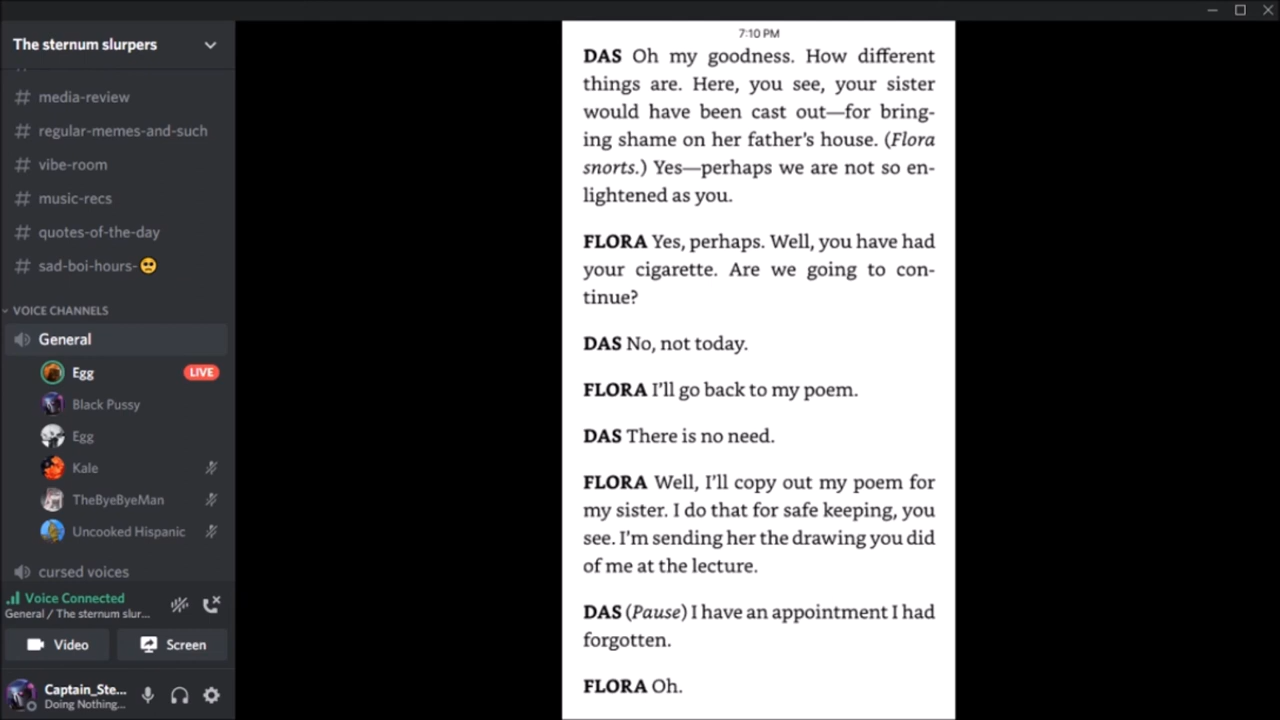 The sternum slurpers
# media-review
# regular-memes-and-such
# vibe-room
# music-recs
# quotes-of-the-day
# sad-boi-hours-🥺
VOICE CHANNELS
General
Egg LIVE
Black Pussy
Egg
Kale
TheByeByeMan
Uncooked Hispanic
cursed voices
Voice Connected
General / The sternum slur...
Video Screen
Captain_Ste...
Doing Nothing...
7:10 PM
DAS Oh my goodness. How different
things are. Here, you see, your sister
would have been cast out—for bring-
ing shame on her father's house. (Flora
snorts.) Yes—perhaps we are not so en-
lightened as you.
FLORA Yes, perhaps. Well, you have had
your cigarette. Are we going to con-
tinue?
DAS No, not today.
FLORA I'll go back to my poem.
DAS There is no need.
FLORA Well, I'll copy out my poem for
my sister. I do that for safe keeping, you
see. I'm sending her the drawing you did
of me at the lecture.
DAS (Pause) I have an appointment I had
forgotten.
FLORA Oh.